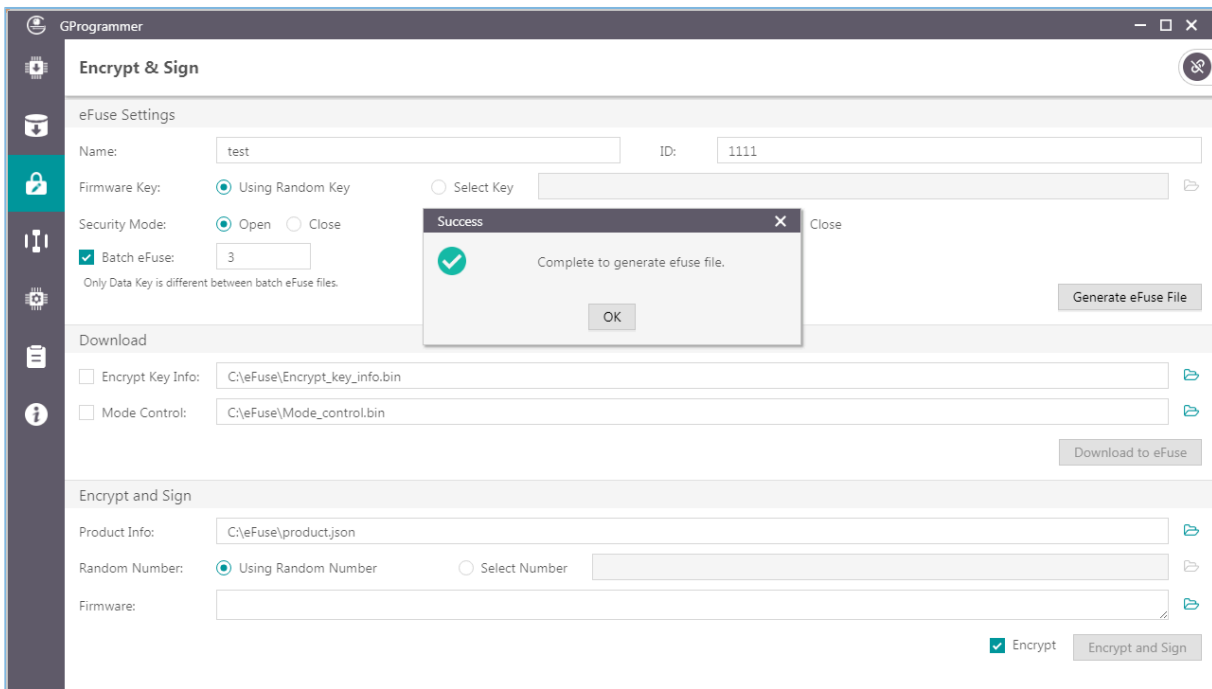 GProgrammer
Encrypt & Sign
eFuse Settings
Name: test ID: 1111
Firmware Key: Using Random Key Select Key
Security Mode: Open Close Close
Batch eFuse: 3
Only Data Key is different between batch eFuse files.
Generate eFuse File
Success
Complete to generate efuse file.
OK
Download
Encrypt Key Info: C:\eFuse\Encrypt_key_info.bin
Mode Control: C:\eFuse\Mode_control.bin
Download to eFuse
Encrypt and Sign
Product Info: C:\eFuse\product.json
Random Number: Using Random Number Select Number
Firmware:
Encrypt Encrypt and Sign